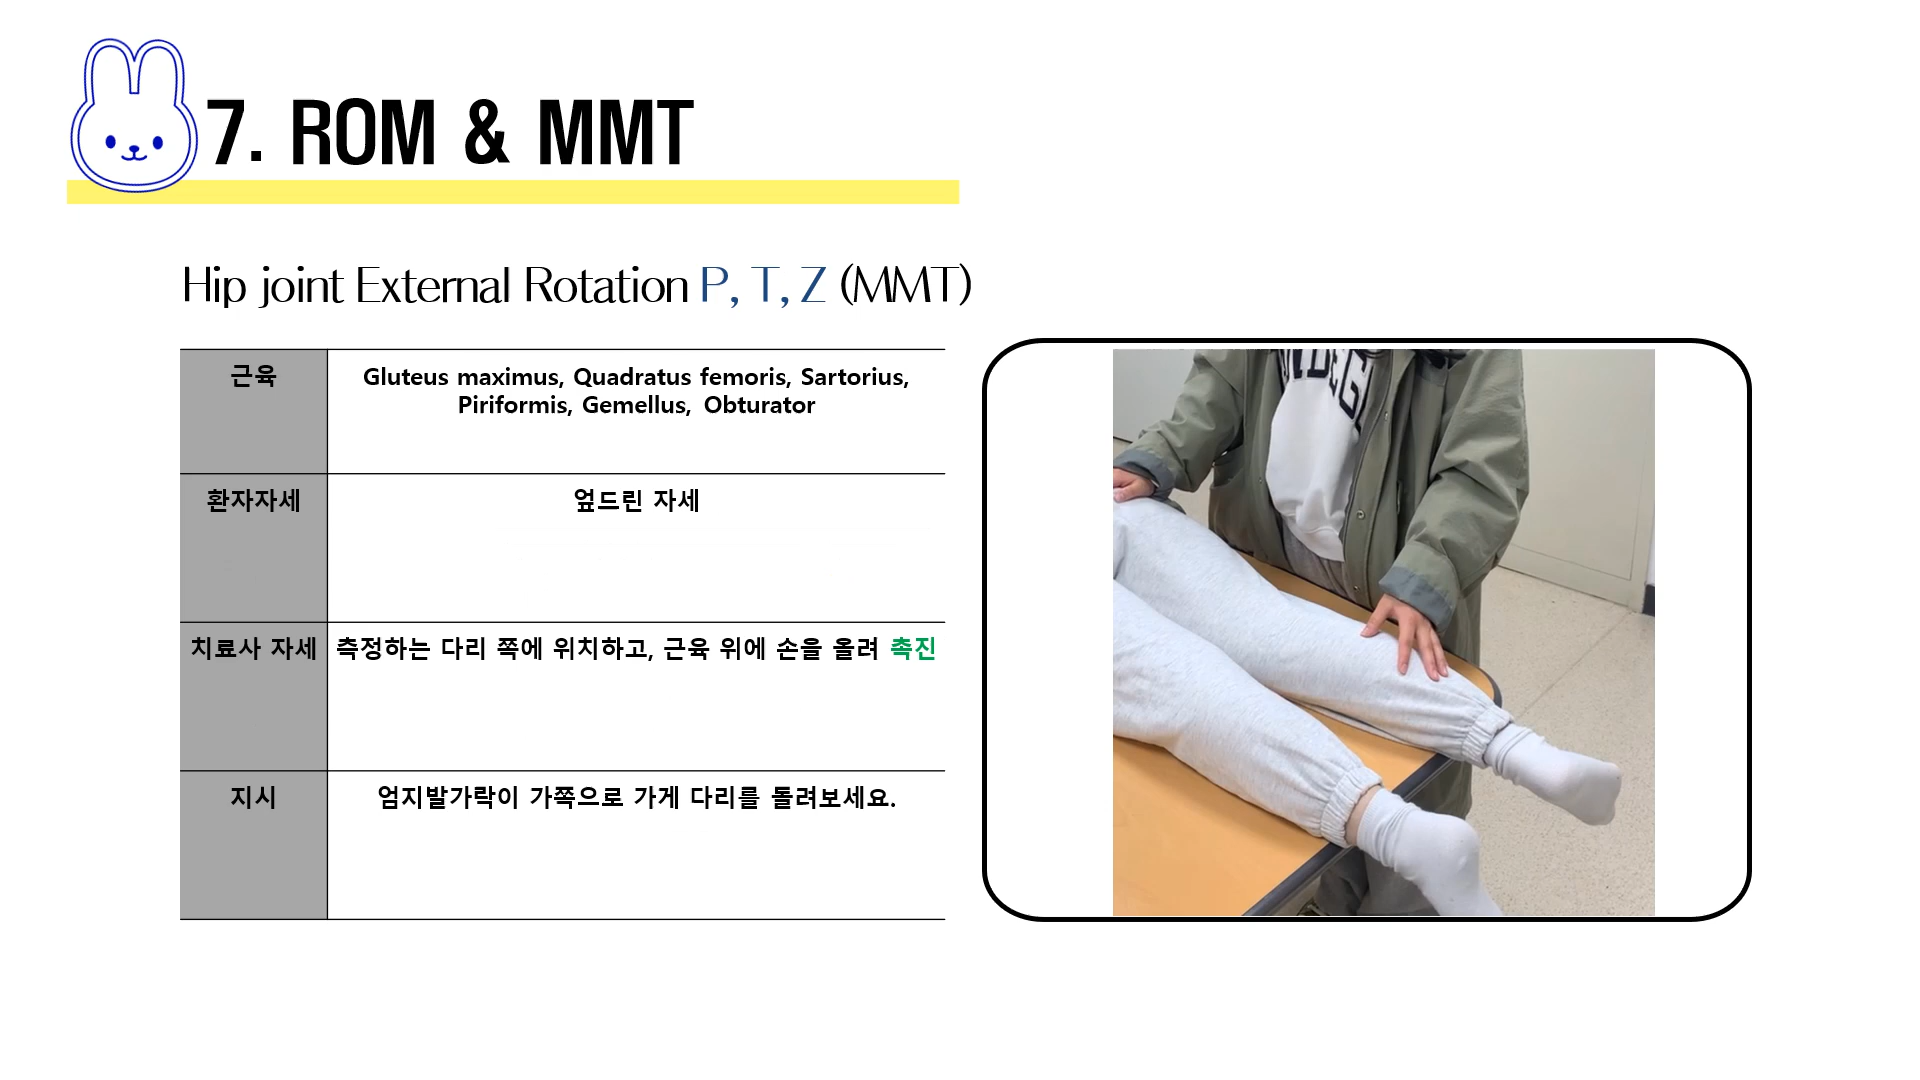 7. ROM & MMT
Hip joint External Rotation P, T, Z (MMT)
근육
Gluteus maximus, Quadratus femoris, Sartorius,
Piriformis, Gemellus, Obturator
환자자세
엎드린 자세
치료사 자세
측정하는 다리 쪽에 위치하고, 근육 위에 손을 올려 촉진
지시
엄지발가락이 가쪽으로 가게 다리를 돌려보세요.